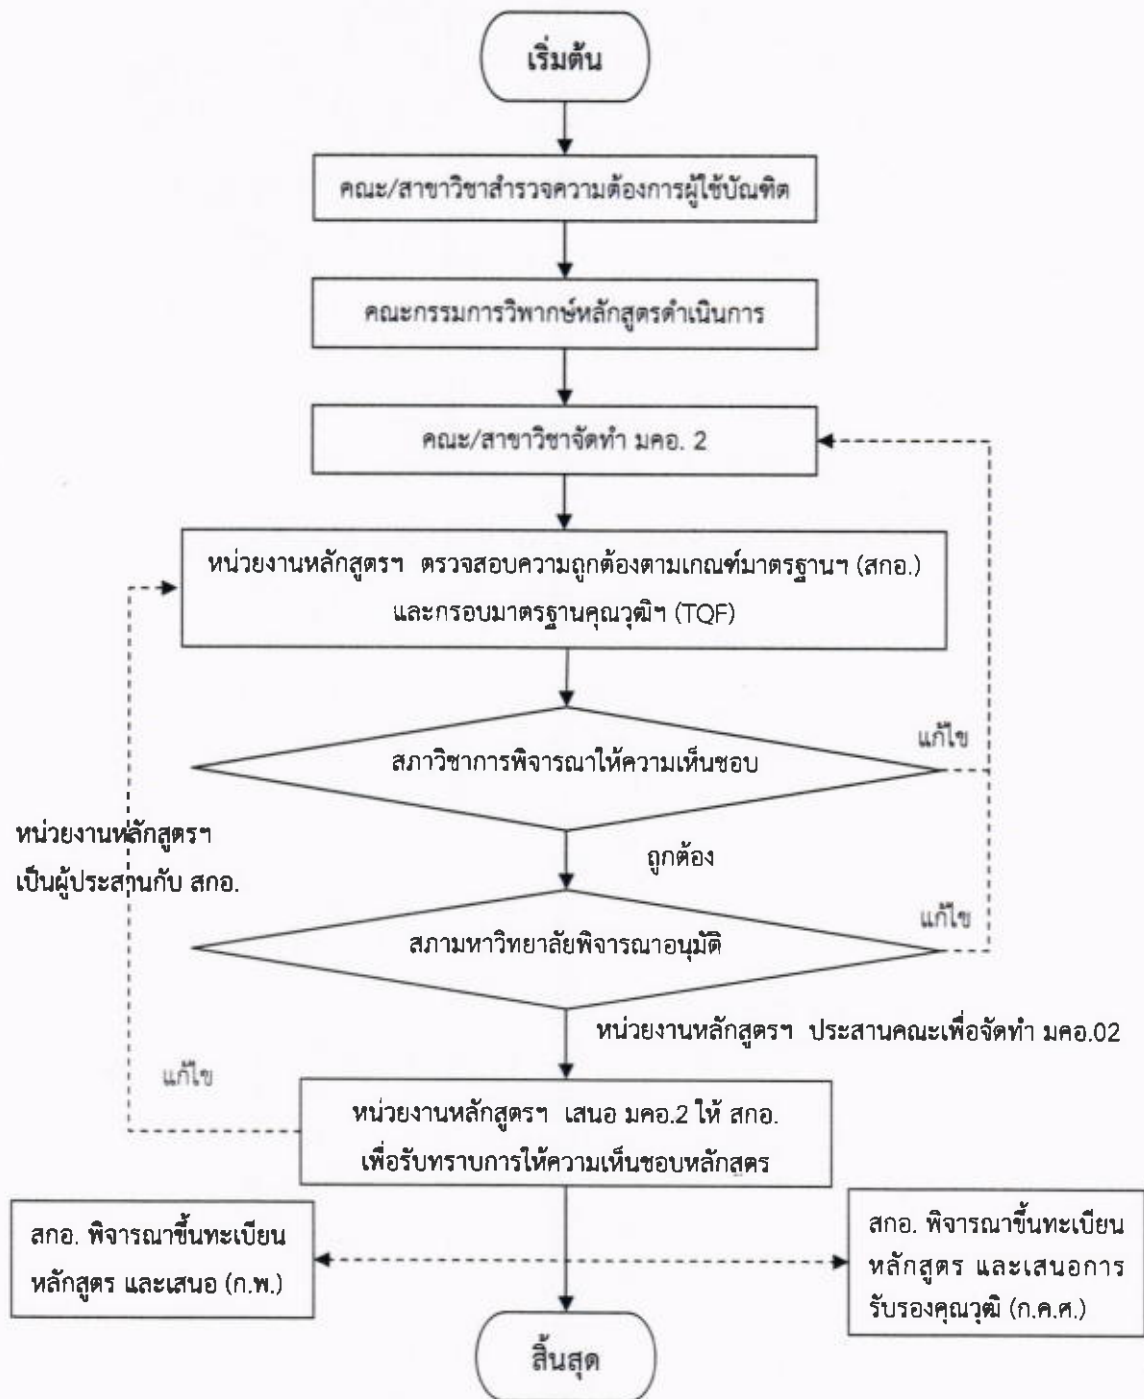 เริ่มต้น
คณะ/สาขาวิชาสำรวจความต้องการผู้ใช้บัณฑิต
คณะกรรมการวิพากษ์หลักสูตรดำเนินการ
คณะ/สาขาวิชาจัดทำ มคอ. 2
หน่วยงานหลักสูตรฯ ตรวจสอบความถูกต้องตามเกณฑ์มาตรฐานฯ (สกอ.)
และกรอบมาตรฐานคุณวุฒิฯ (TQF)
สภาวิชาการพิจารณาให้ความเห็นชอบ
แก้ไข
หน่วยงานหลักสูตรฯ
เป็นผู้ประสานกับ สกอ.
ถูกต้อง
สภามหาวิทยาลัยพิจารณาอนุมัติ
แก้ไข
หน่วยงานหลักสูตรฯ ประสานคณะเพื่อจัดทำ มคอ.02
แก้ไข
หน่วยงานหลักสูตรฯ เสนอ มคอ.2 ให้ สกอ.
เพื่อรับทราบการให้ความเห็นชอบหลักสูตร
สกอ. พิจารณาขึ้นทะเบียน
หลักสูตร และเสนอ (ก.พ.)
สกอ. พิจารณาขึ้นทะเบียน
หลักสูตร และเสนอการ
รับรองคุณวุฒิ (ก.ค.ศ.)
สิ้นสุด